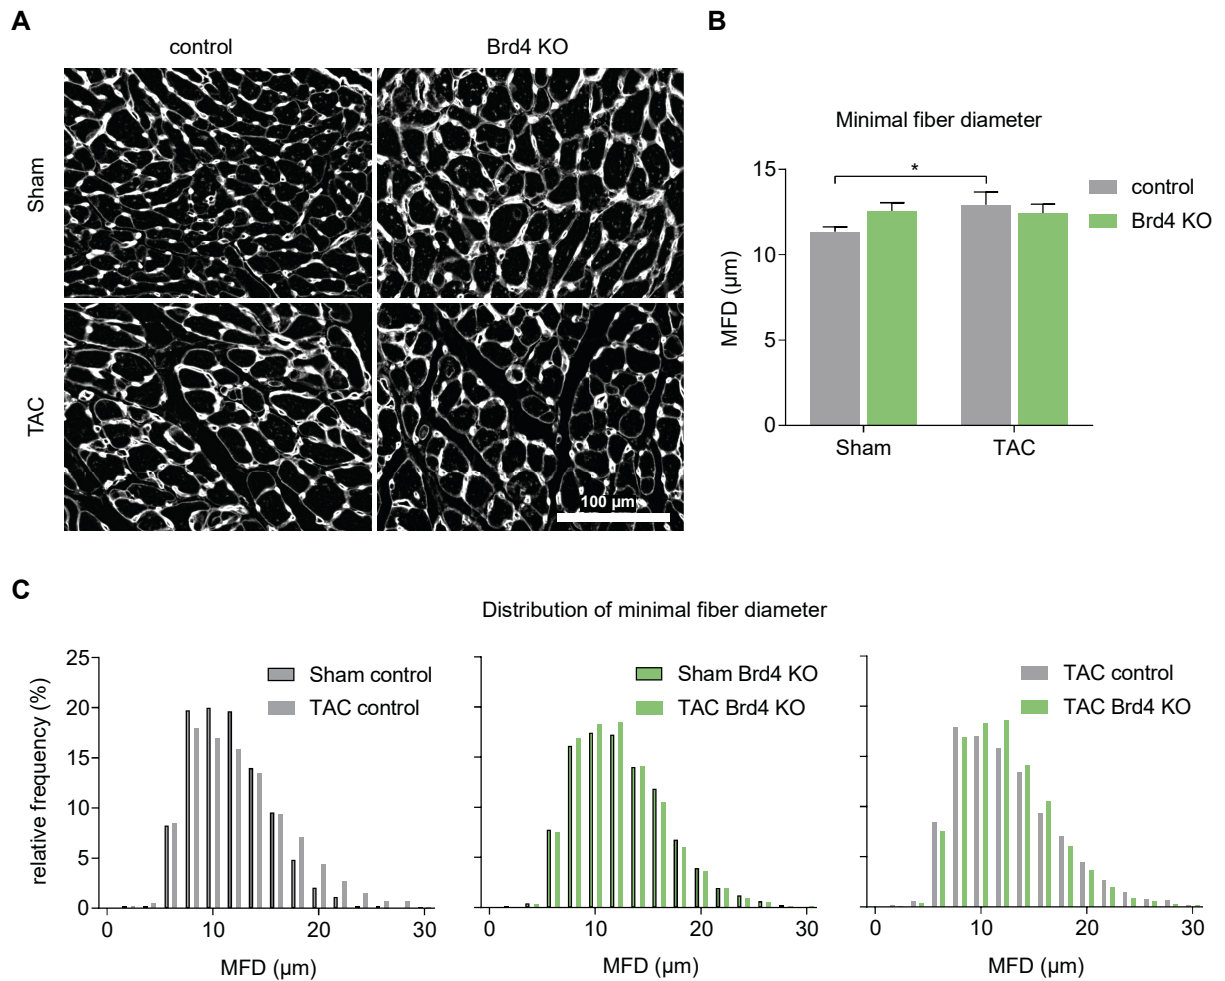 A
control
Brd4 KO
Sham
TAC
100 µm
B
Minimal fiber diameter
MFD (µm)
15
10
5
0
*
Sham
TAC
control
Brd4 KO
C
Distribution of minimal fiber diameter
relative frequency (%)
25
20
15
10
5
0
Sham control
TAC control
0 10 20 30
MFD (µm)
Sham Brd4 KO
TAC Brd4 KO
0 10 20 30
MFD (µm)
TAC control
TAC Brd4 KO
0 10 20 30
MFD (µm)